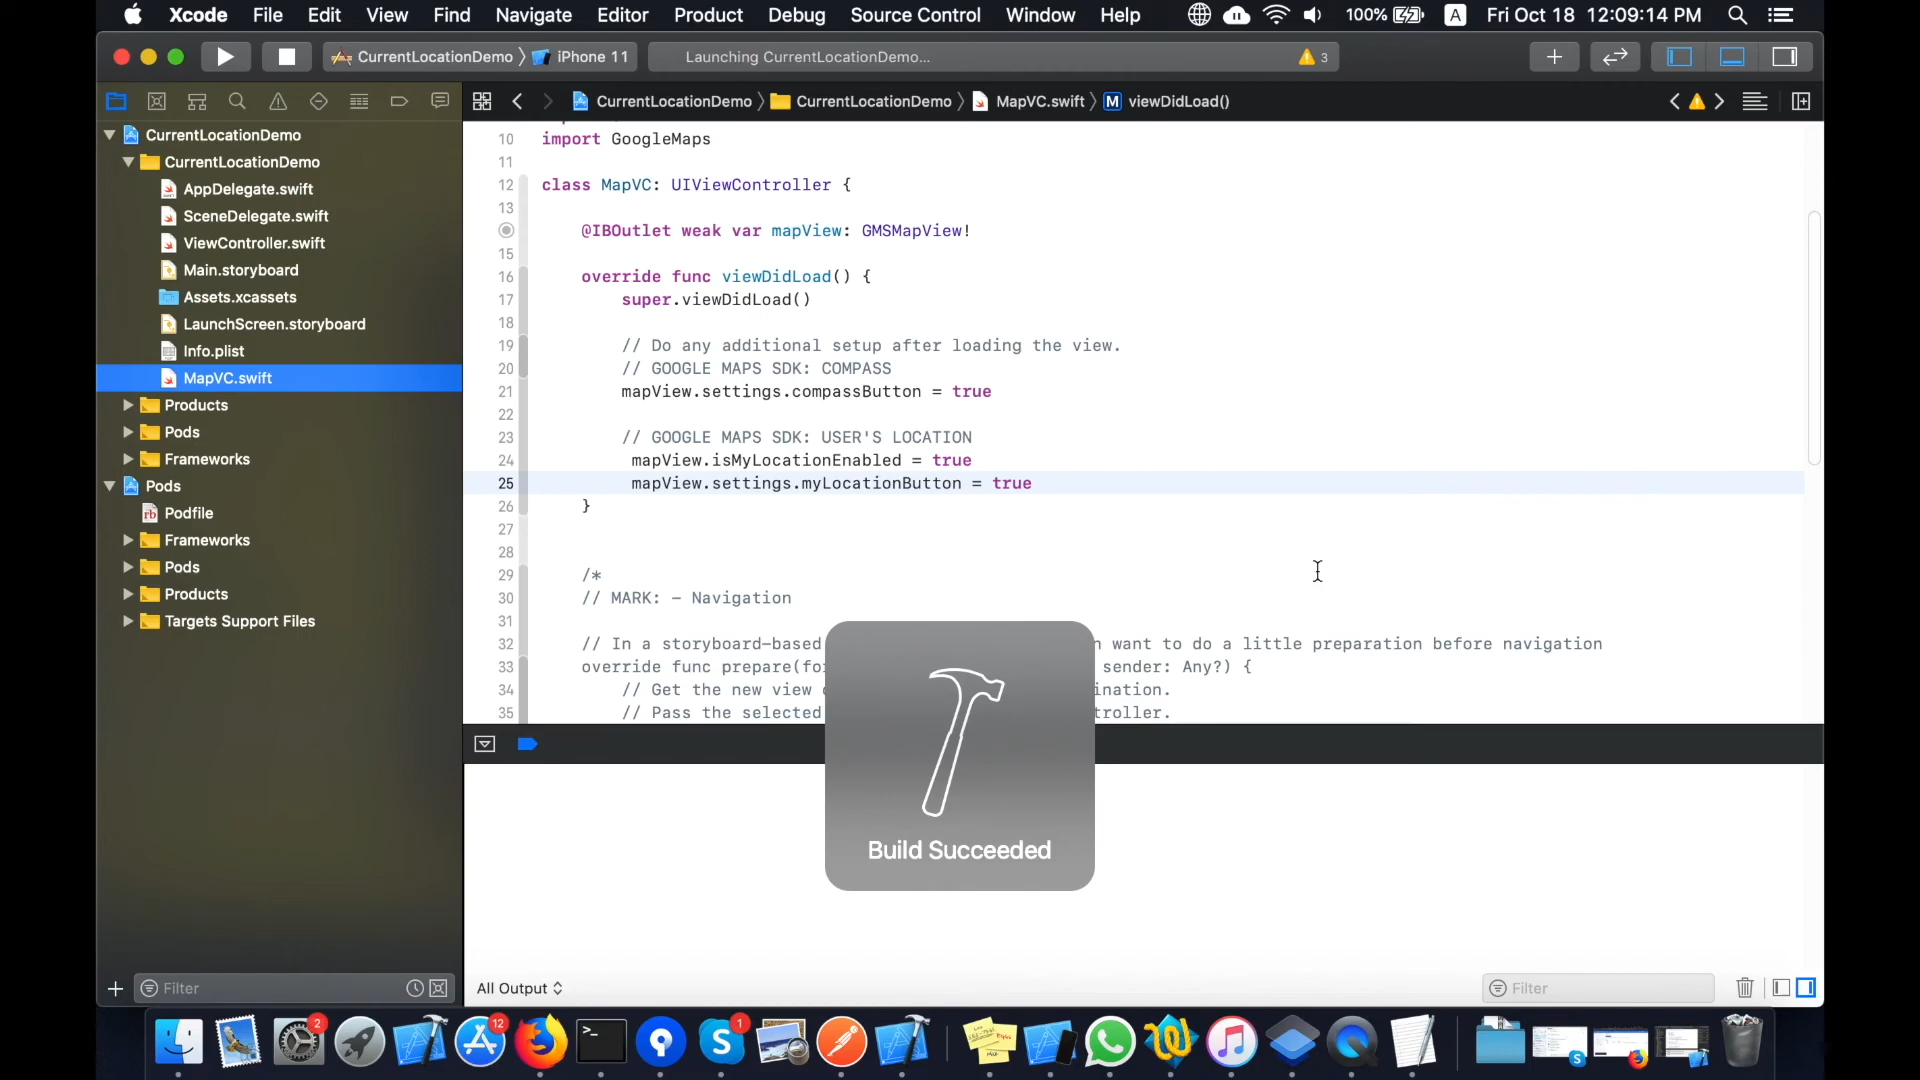 Xcode File Edit View Find Navigate Editor Product Debug Source Control Window Help 100% A Fri Oct 18 12:09:14 PM
CurrentLocationDemo iPhone 11 Launching CurrentLocationDemo... 3
CurrentLocationDemo CurrentLocationDemo MapVC.swift M viewDidLoad()
CurrentLocationDemo
CurrentLocationDemo
AppDelegate.swift
SceneDelegate.swift
ViewController.swift
Main.storyboard
Assets.xcassets
LaunchScreen.storyboard
Info.plist
MapVC.swift
Products
Pods
Frameworks
Pods
rb Podfile
Frameworks
Pods
Products
Targets Support Files
Filter
10 import GoogleMaps
11
12 class MapVC: UIViewController {
13
@IBOutlet weak var mapView: GMSMapView!
15
16 override func viewDidLoad() {
17 super.viewDidLoad()
18
19 // Do any additional setup after loading the view.
20 // GOOGLE MAPS SDK: COMPASS
21 mapView.settings.compassButton = true
22
23 // GOOGLE MAPS SDK: USER'S LOCATION
24 mapView.isMyLocationEnabled = true
25 mapView.settings.myLocationButton = true
26 }
27
28
29 /*
30 // MARK: - Navigation
31
32 // In a storyboard-based want to do a little preparation before navigation
33 override func prepare(fo sender: Any?) {
34 // Get the new view ination.
35 // Pass the selected troller.
Build Succeeded
All Output
Filter
2
12
>_
1